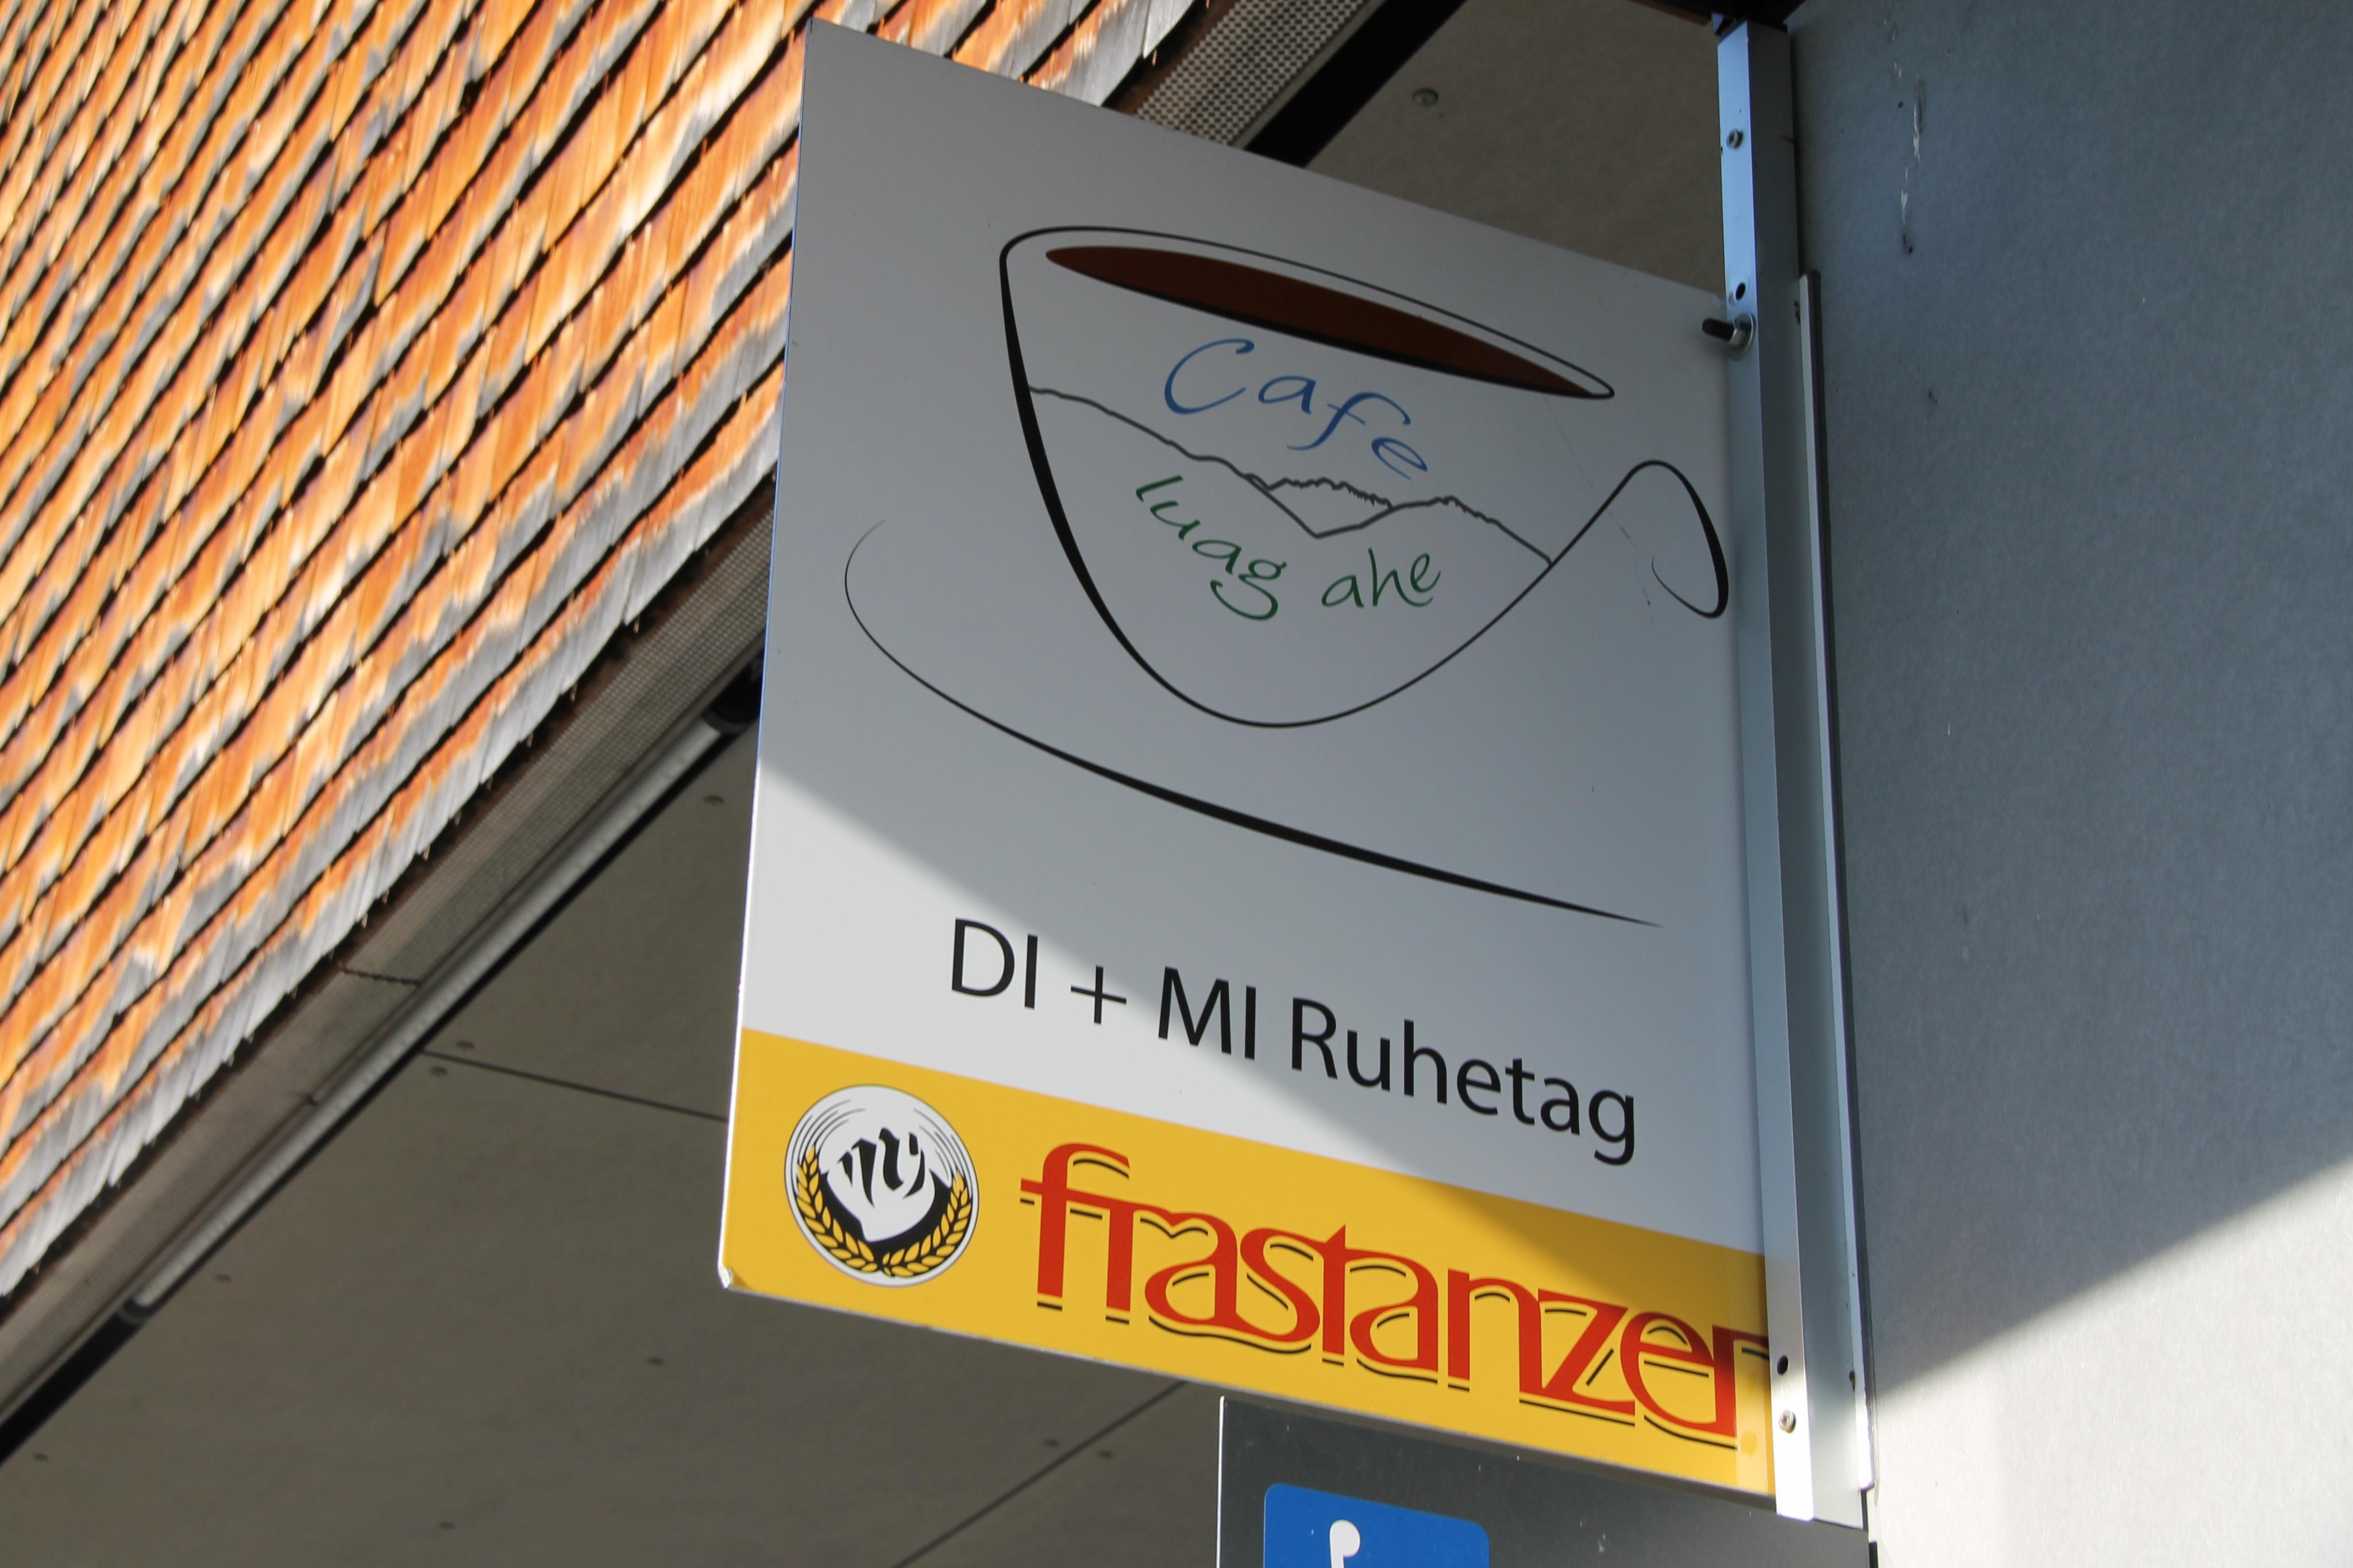 Cafe
luag ahe
DI + MI Ruhetag
frastanzer